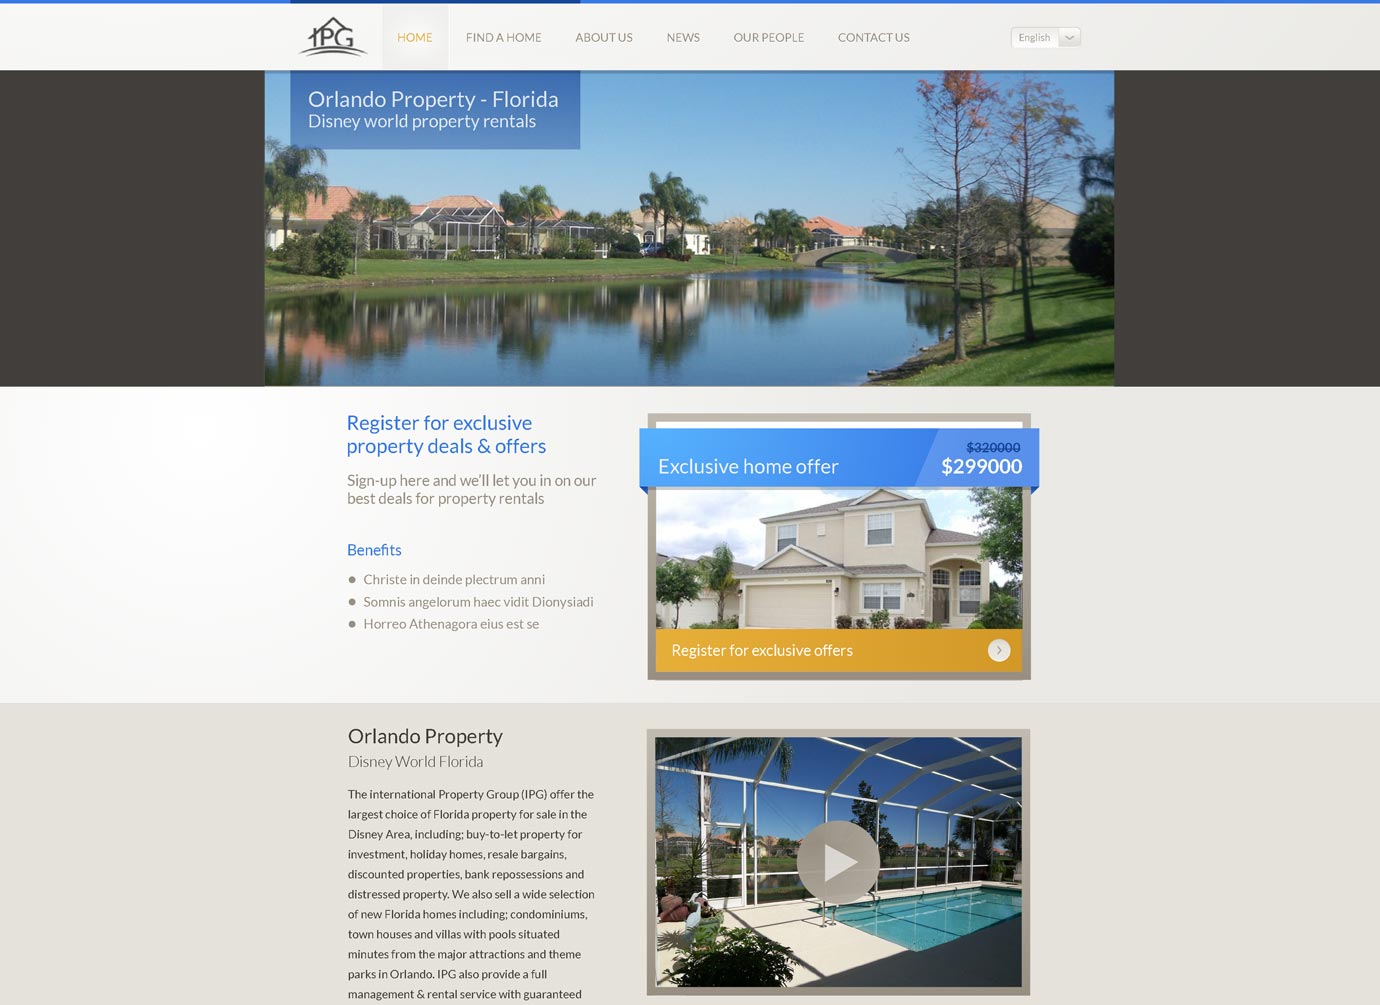 IPG
HOME
FIND A HOME
ABOUT US
NEWS
OUR PEOPLE
CONTACT US
English
Orlando Property - Florida
Disney world property rentals
Register for exclusive
property deals & offers
Sign-up here and we'll let you in on our
best deals for property rentals
Benefits
Christe in deinde plectrum anni
Somnis angelorum haec vidit Dionysiadi
Horreo Athenagora eius est se
$320000
Exclusive home offer
$299000
Register for exclusive offers
Orlando Property
Disney World Florida
The international Property Group (IPG) offer the
largest choice of Florida property for sale in the
Disney Area, including; buy-to-let property for
investment, holiday homes, resale bargains,
discounted properties, bank repossessions and
distressed property. We also sell a wide selection
of new Florida homes including; condominiums,
town houses and villas with pools situated
minutes from the major attractions and theme
parks in Orlando. IPG also provide a full
management & rental service with guaranteed